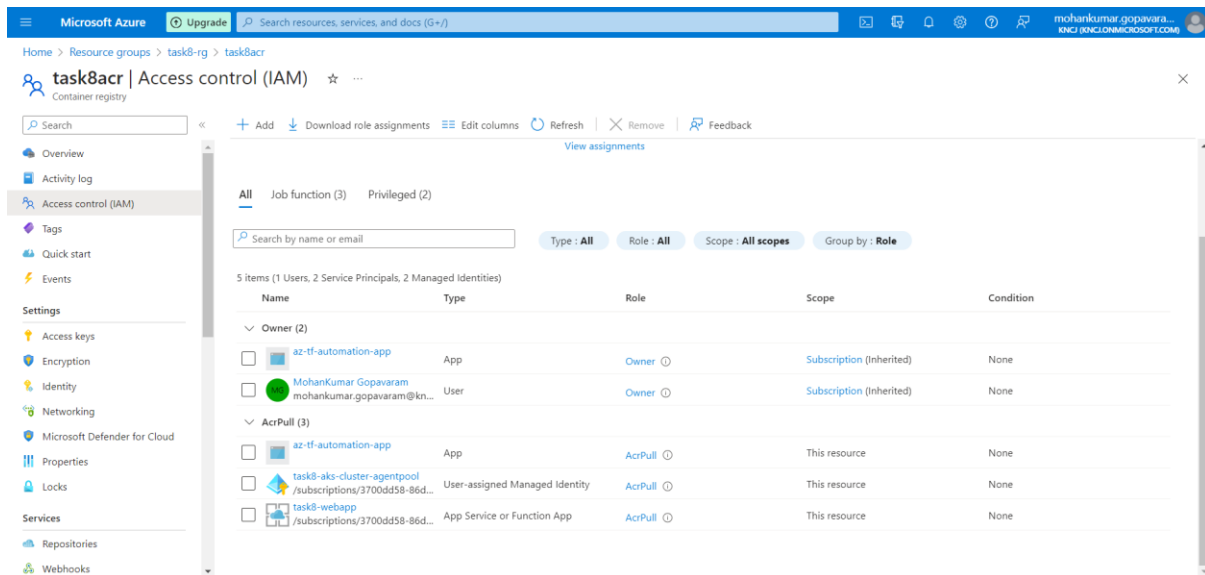 Microsoft Azure
Upgrade
Search resources, services, and docs (G+/)
mohankumar.gopavara...
KNCJ (KNCJ.ONMICROSOFT.COM)
Home > Resource groups > task8-rg > task8acr
task8acr | Access control (IAM)
Container registry
Search
Add
Download role assignments
Edit columns
Refresh
Remove
Feedback
View assignments
Overview
Activity log
Access control (IAM)
Tags
Quick start
Events
Settings
Access keys
Encryption
Identity
Networking
Microsoft Defender for Cloud
Properties
Locks
Services
Repositories
Webhooks
All Job function (3) Privileged (2)
Search by name or email
Type : All
Role : All
Scope : All scopes
Group by : Role
5 items (1 Users, 2 Service Principals, 2 Managed Identities)
Name Type Role Scope Condition
Owner (2)
az-tf-automation-app App Owner Subscription (Inherited) None
MG MohanKumar Gopavaram
mohankumar.gopavaram@kn... User Owner Subscription (Inherited) None
AcrPull (3)
az-tf-automation-app App AcrPull This resource None
task8-aks-cluster-agentpool
/subscriptions/3700dd58-86d... User-assigned Managed Identity AcrPull This resource None
task8-webapp
/subscriptions/3700dd58-86d... App Service or Function App AcrPull This resource None